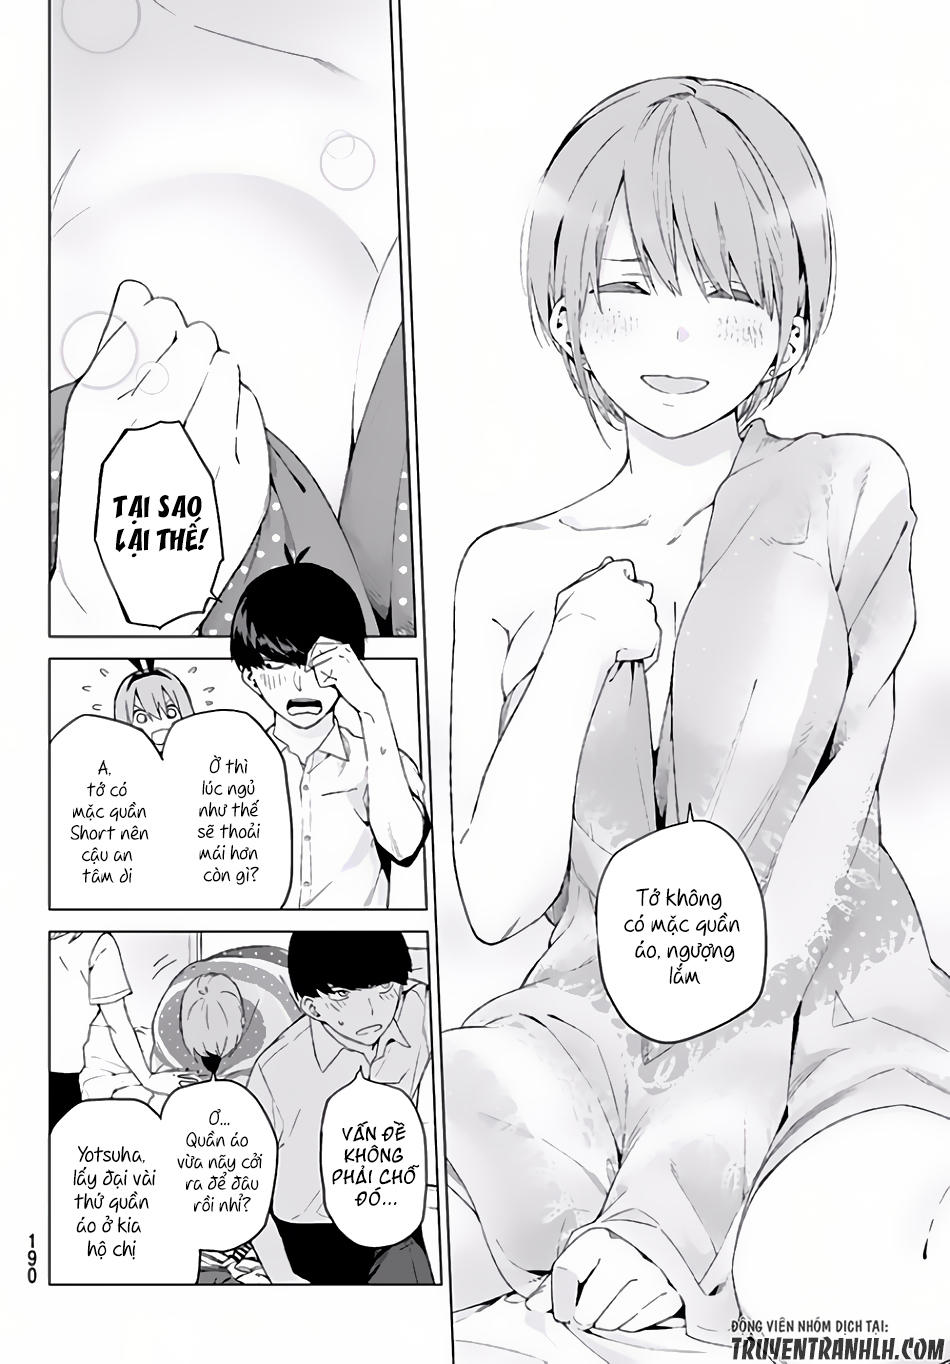 Tớ không
có mặc quần
áo, ngượng
lắm
TẠI SAO
LẠI THẾ!
Ở thì
lúc ngủ
như thế
sẽ thoải
mái hơn
còn gì?
A,
tớ có
mặc quần
Short nên
cậu an
tâm đi
VẤN ĐỀ
KHÔNG
PHẢI CHỖ
ĐÓ...
Ơ...
Quần áo
vừa nãy cởi
ra để đâu
rồi nhỉ?
Yotsuha,
lấy đại vài
thứ quần
áo ở kia
hộ chị
190
ĐỘNG VIÊN NHÓM DỊCH TẠI:
TRUYENTRANHLH.COM